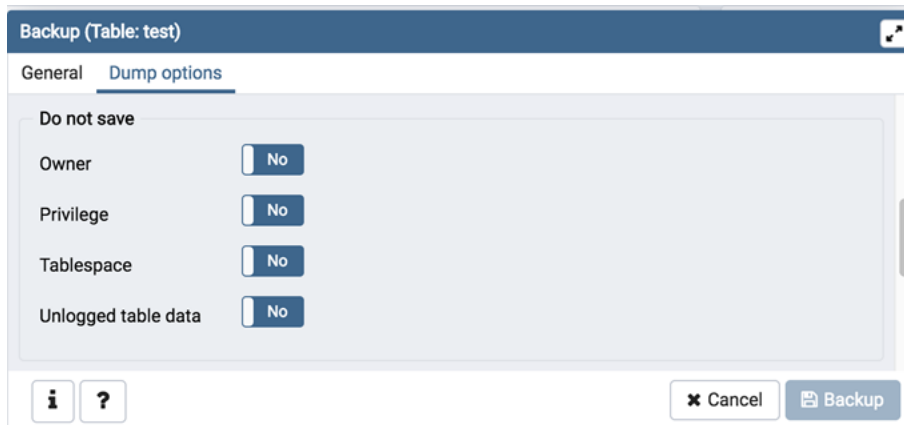 Backup (Table: test)
General Dump options
Do not save
Owner No
Privilege No
Tablespace No
Unlogged table data No
i ? ✖ Cancel Backup